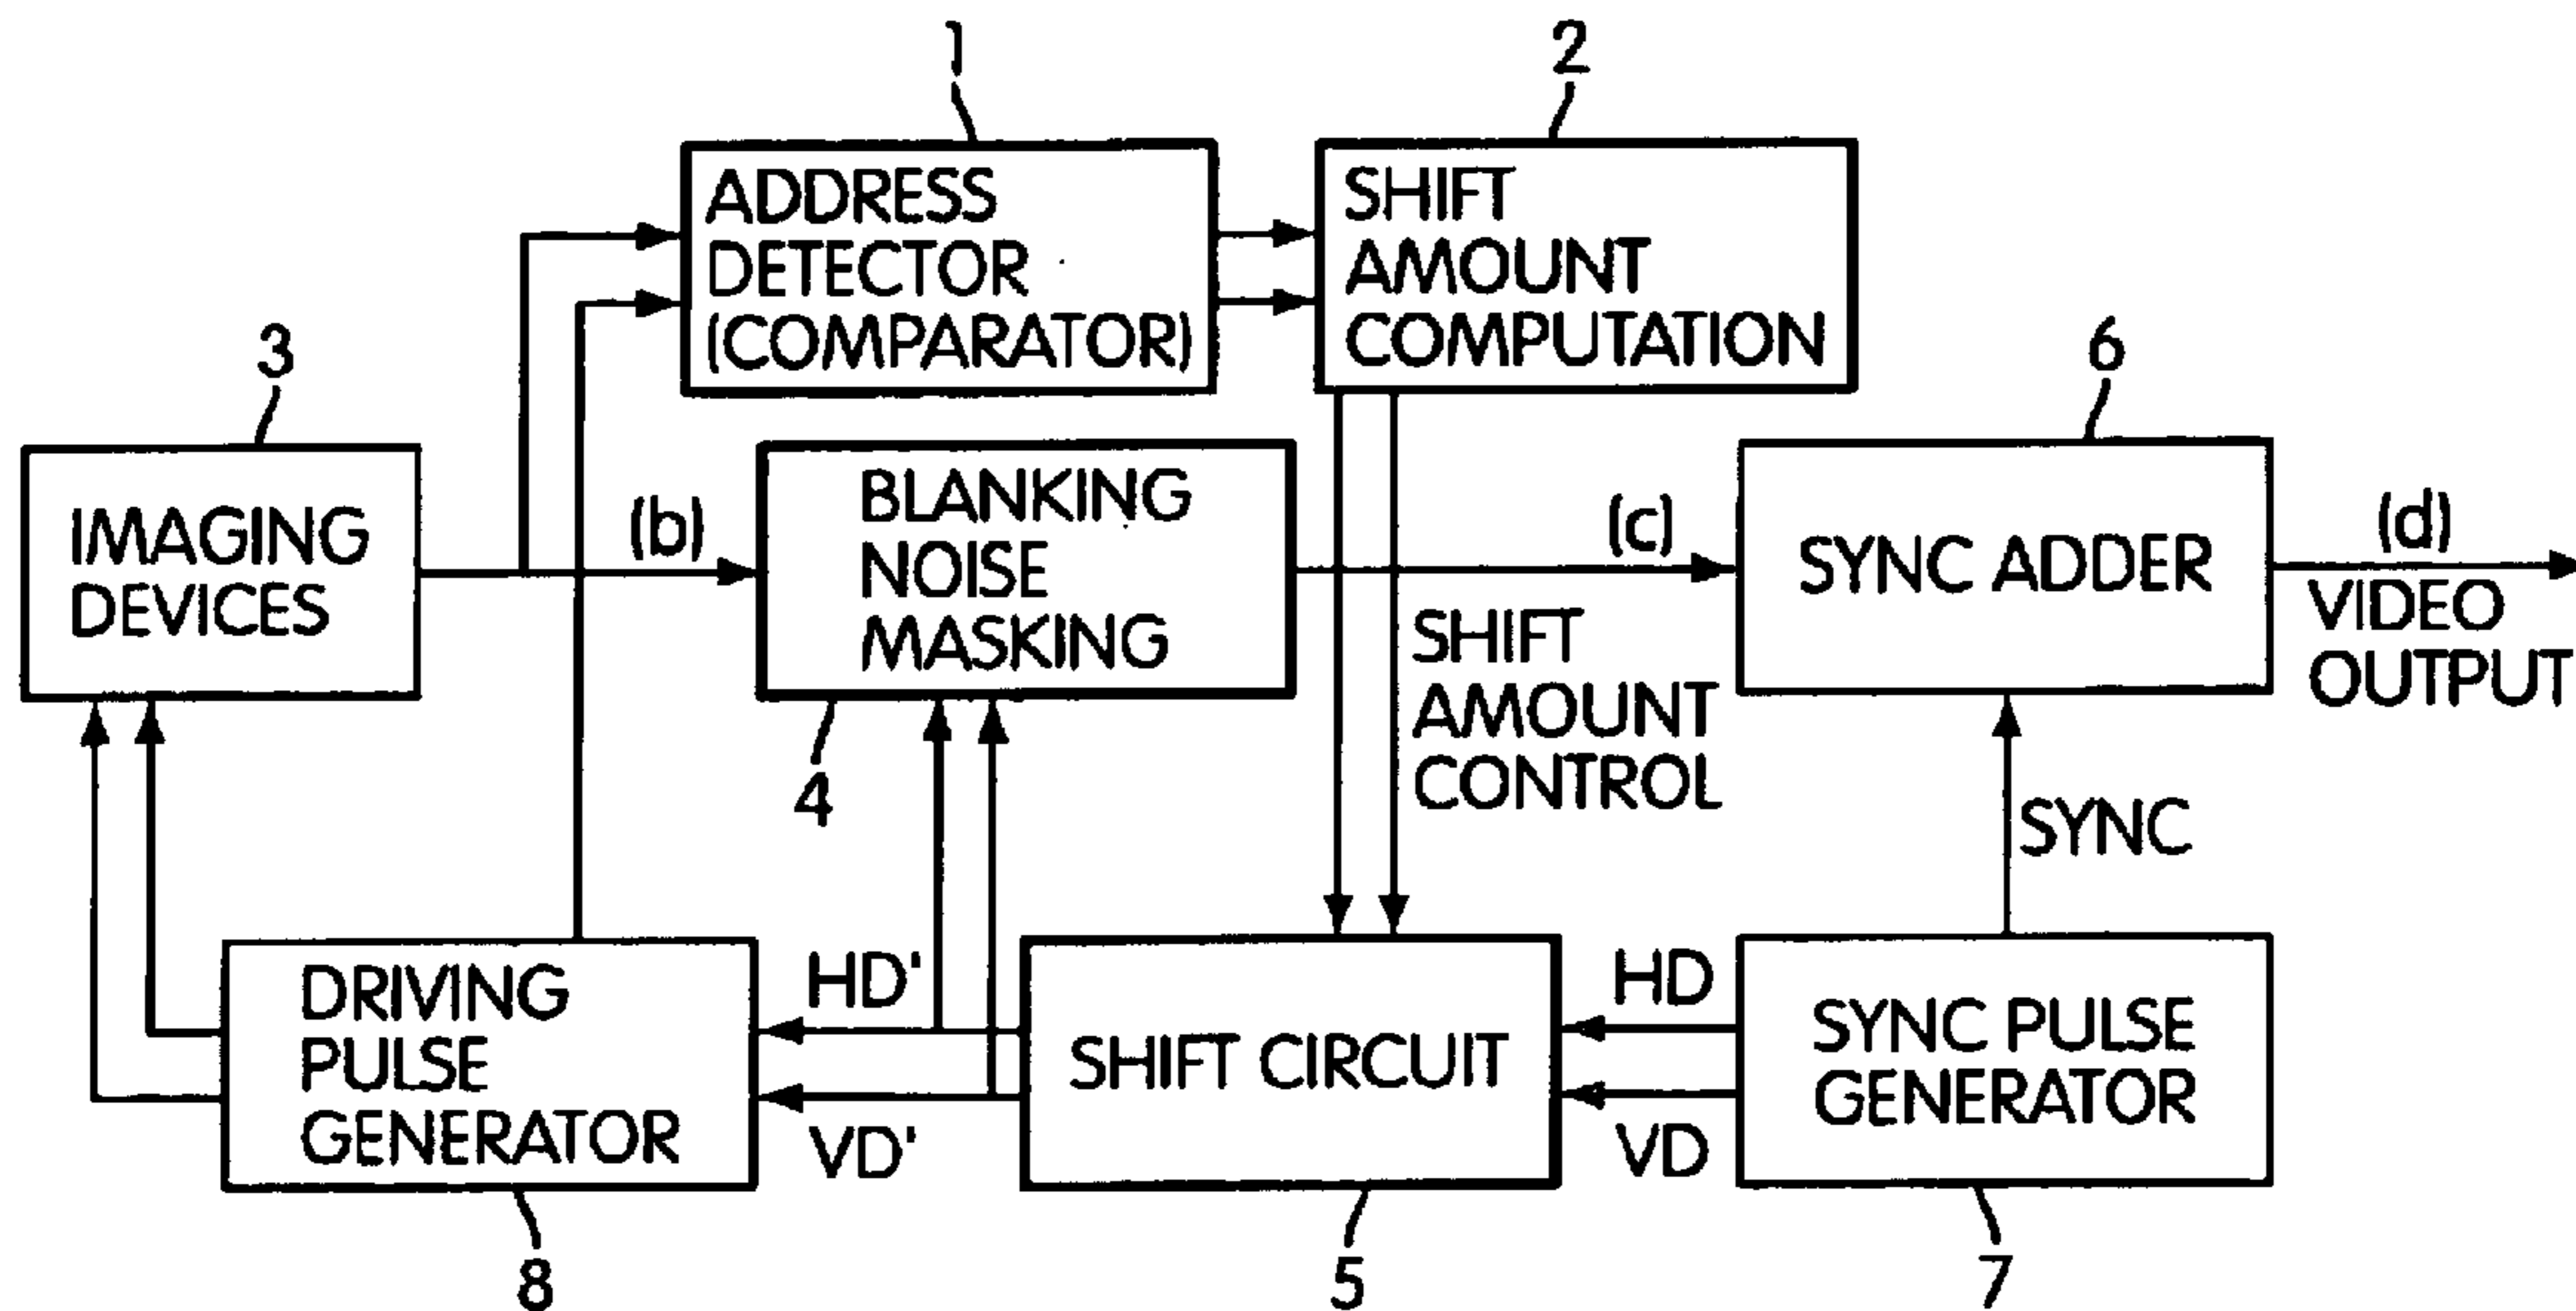 1
2
ADDRESS
DETECTOR
(COMPARATOR)
SHIFT
AMOUNT
COMPUTATION
3
6
IMAGING
DEVICES
(b)
BLANKING
NOISE
MASKING
4
(c)
SHIFT
AMOUNT
CONTROL
SYNC ADDER
(d)
VIDEO
OUTPUT
SYNC
DRIVING
PULSE
GENERATOR
HD'
VD'
SHIFT CIRCUIT
HD
VD
SYNC PULSE
GENERATOR
8
5
7